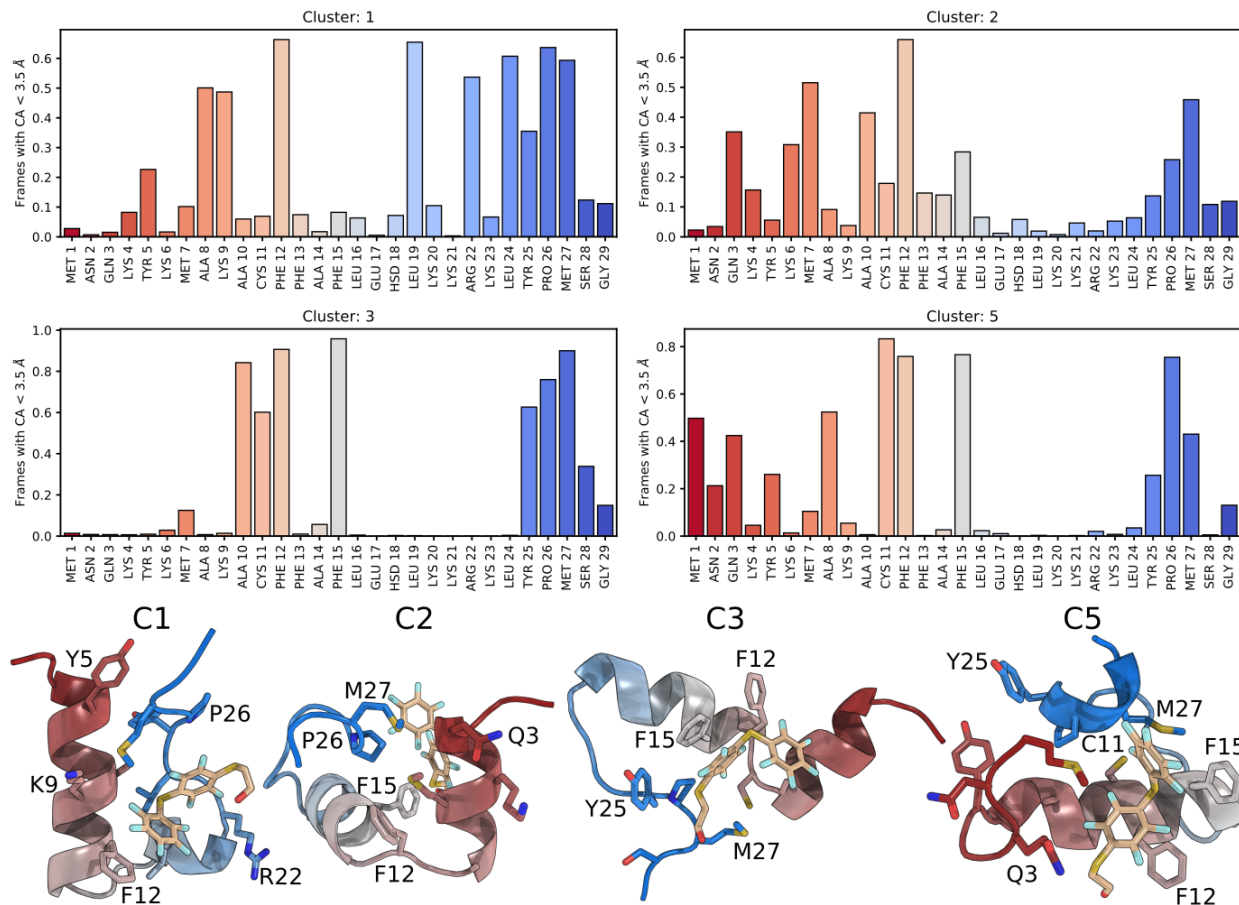 Cluster: 1
Frames with CA < 3.5 Å
0.6
0.5
0.4
0.3
0.2
0.1
0.0
MET 1
ASN 2
GLN 3
LYS 4
TYR 5
LYS 6
MET 7
ALA 8
LYS 9
ALA 10
CYS 11
PHE 12
PHE 13
ALA 14
PHE 15
LEU 16
GLU 17
HSD 18
LEU 19
LYS 20
LYS 21
ARG 22
LYS 23
LEU 24
TYR 25
PRO 26
MET 27
SER 28
GLY 29
Cluster: 2
Frames with CA < 3.5 Å
0.6
0.5
0.4
0.3
0.2
0.1
0.0
MET 1
ASN 2
GLN 3
LYS 4
TYR 5
LYS 6
MET 7
ALA 8
LYS 9
ALA 10
CYS 11
PHE 12
PHE 13
ALA 14
PHE 15
LEU 16
GLU 17
HSD 18
LEU 19
LYS 20
LYS 21
ARG 22
LYS 23
LEU 24
TYR 25
PRO 26
MET 27
SER 28
GLY 29
Cluster: 3
Frames with CA < 3.5 Å
1.0
0.8
0.6
0.4
0.2
0.0
MET 1
ASN 2
GLN 3
LYS 4
TYR 5
LYS 6
MET 7
ALA 8
LYS 9
ALA 10
CYS 11
PHE 12
PHE 13
ALA 14
PHE 15
LEU 16
GLU 17
HSD 18
LEU 19
LYS 20
LYS 21
ARG 22
LYS 23
LEU 24
TYR 25
PRO 26
MET 27
SER 28
GLY 29
Cluster: 5
Frames with CA < 3.5 Å
0.8
0.6
0.4
0.2
0.0
MET 1
ASN 2
GLN 3
LYS 4
TYR 5
LYS 6
MET 7
ALA 8
LYS 9
ALA 10
CYS 11
PHE 12
PHE 13
ALA 14
PHE 15
LEU 16
GLU 17
HSD 18
LEU 19
LYS 20
LYS 21
ARG 22
LYS 23
LEU 24
TYR 25
PRO 26
MET 27
SER 28
GLY 29
C1
Y5
P26
K9
F12
R22
C2
M27
P26
Q3
F15
F12
C3
F12
F15
Y25
M27
C5
Y25
M27
C11
F15
Q3
F12